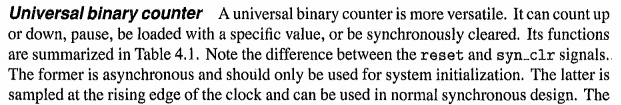 Universal binary counter A universal binary counter is more versatile. It can count up
or down, pause, be loaded with a specific value, or be synchronously cleared. Its functions
are summarized in Table 4.1. Note the difference between the reset and syn_clr signals.
The former is asynchronous and should only be used for system initialization. The latter is
sampled at the rising edge of the clock and can be used in normal synchronous design. The